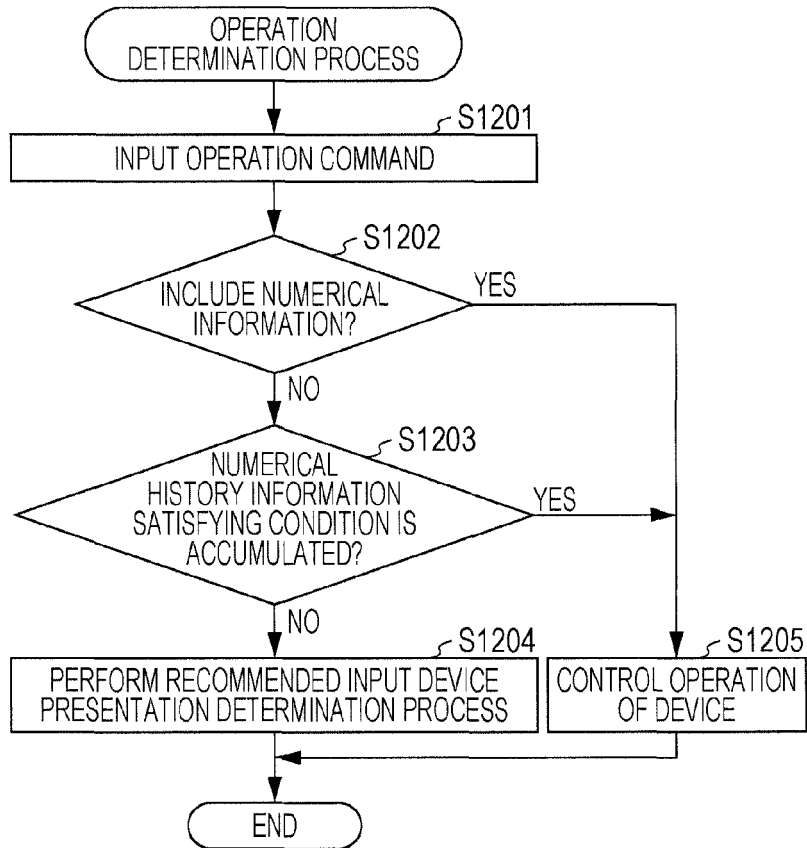 OPERATION
DETERMINATION PROCESS
S1201
INPUT OPERATION COMMAND
S1202
INCLUDE NUMERICAL
INFORMATION?
YES
NO
S1203
NUMERICAL
HISTORY INFORMATION
SATISFYING CONDITION IS
ACCUMULATED?
YES
NO
S1204
PERFORM RECOMMENDED INPUT DEVICE
PRESENTATION DETERMINATION PROCESS
S1205
CONTROL OPERATION
OF DEVICE
END